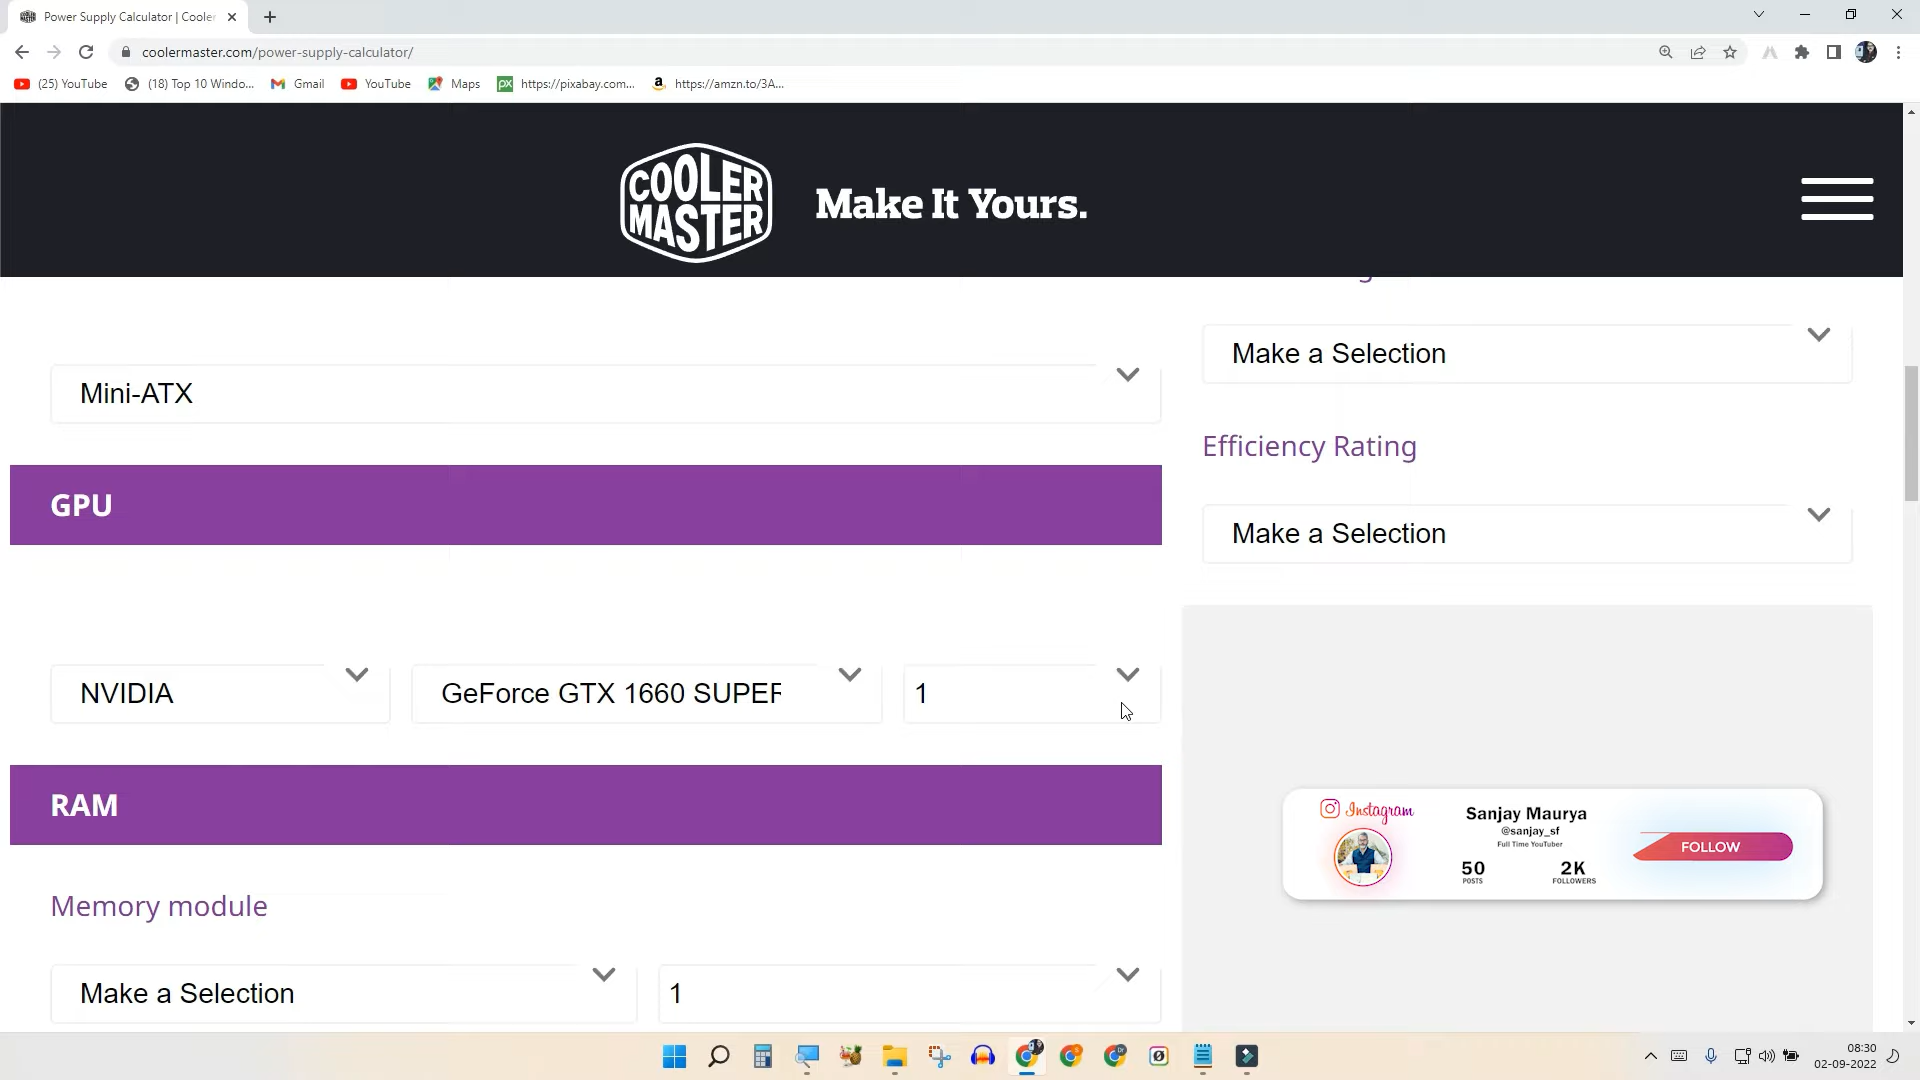 Power Supply Calculator | Cooler
coolermaster.com/power-supply-calculator/
(25) YouTube
(18) Top 10 Windo...
Gmail
YouTube
Maps
px
https://pixabay.com...
a
https://amzn.to/3A...
COOLER
MASTER
Make It Yours.
Mini-ATX
Make a Selection
Efficiency Rating
Make a Selection
GPU
NVIDIA
GeForce GTX 1660 SUPER
1
RAM
Memory module
Make a Selection
1
Instagram
Sanjay Maurya
@sanjay_sf
Full Time YouTuber
50
POSTS
2K
FOLLOWERS
FOLLOW
08:30
02-09-2022